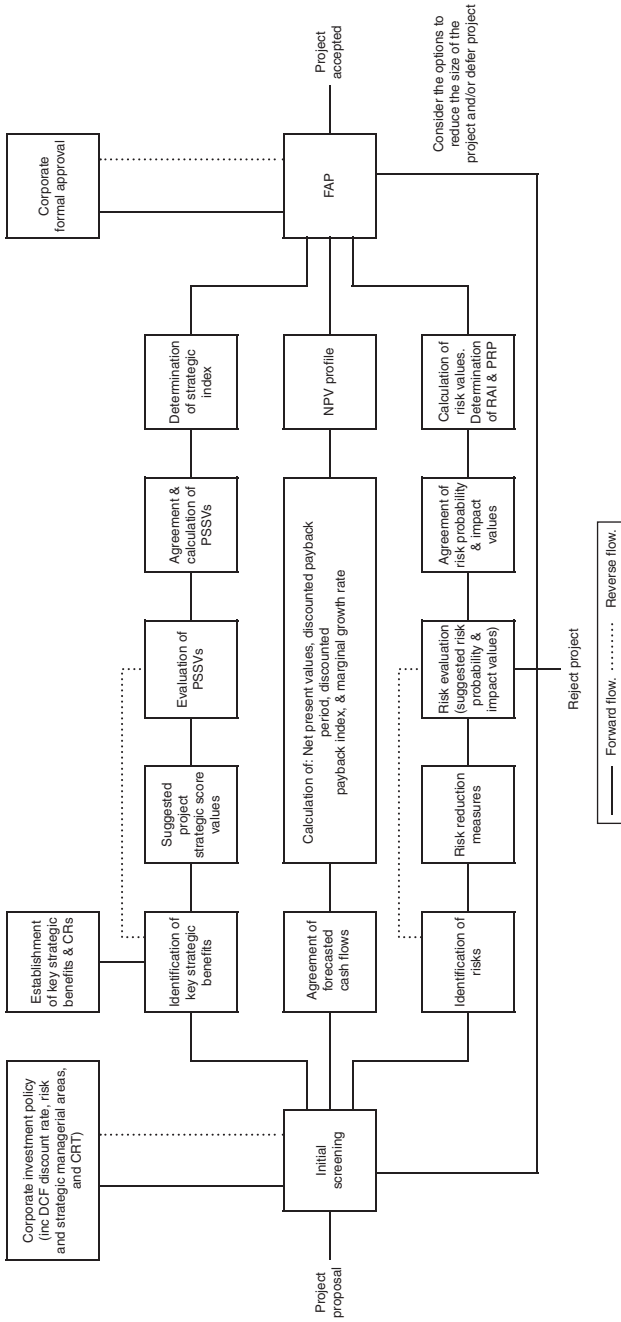 Corporate investment policy
(inc DCF discount rate, risk
and strategic managerial areas,
and CRT)
Establishment
of key strategic
benefits & CRs
Corporate
formal approval
Identification of
key strategic
benefits
Suggested
project
strategic score
values
Evaluation of
PSSVs
Agreement &
calculation of
PSSVs
Determination
of strategic
index
Project
proposal
Initial
screening
Agreement of
forecasted
cash flows
Calculation of: Net present values, discounted payback
period, discounted
payback index, & marginal growth rate
NPV profile
FAP
Project
accepted
Identification of
risks
Risk reduction
measures
Risk evaluation
(suggested risk
probability &
impact values)
Agreement of
risk probability
& impact
values
Calculation of
risk values.
Determination
of RAI & PRP
Consider the options to
reduce the size of the
project and/or defer project
Reject project
Forward flow. Reverse flow.